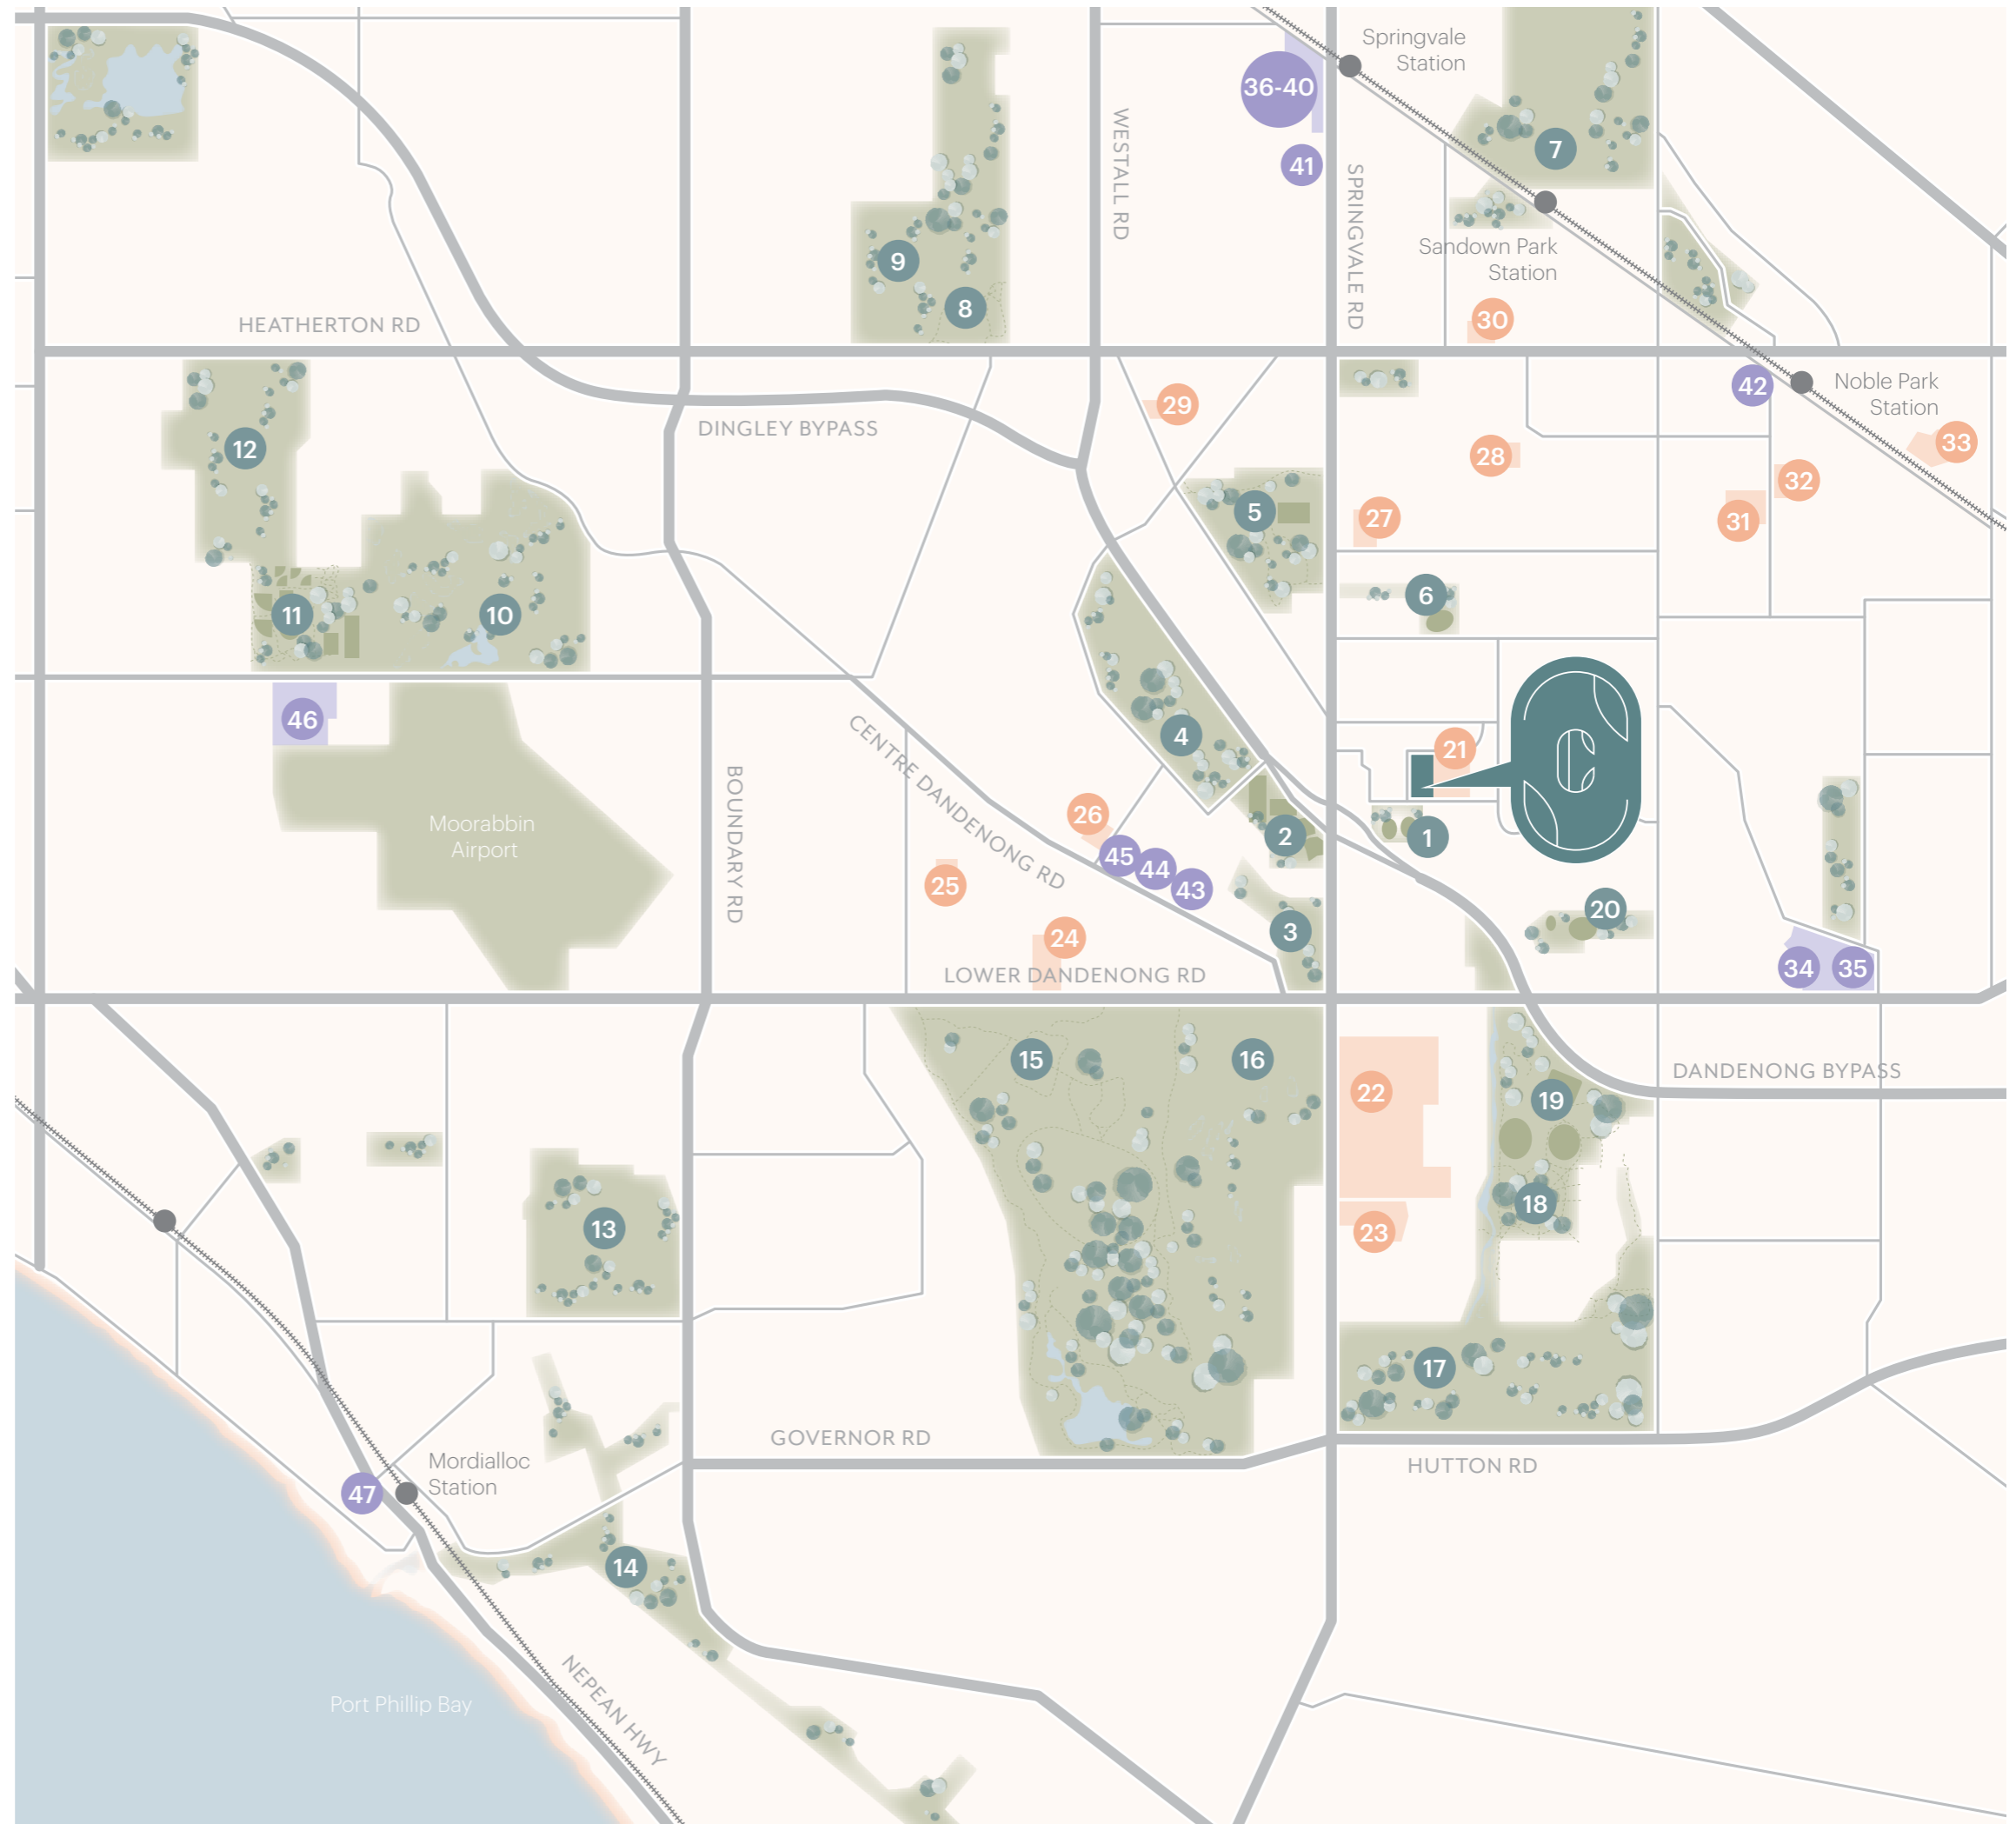 Springvale
Station
36-40
WESTALL RD
7
41
SPRINGVALE RD
Sandown Park
Station
9
8
30
HEATHERTON RD
42
Noble Park
Station
29
DINGLEY BYPASS
12
28
33
32
5
27
31
6
11
10
46
4
21
CENTRE DANDENONG RD
BOUNDARY RD
Moorabbin
Airport
26
2
1
45
44
43
25
20
3
24
34
35
LOWER DANDENONG RD
15
16
DANDENONG BYPASS
22
19
18
13
23
17
GOVERNOR RD
HUTTON RD
Mordialloc
Station
47
14
NEPEAN HWY
Port Phillip Bay